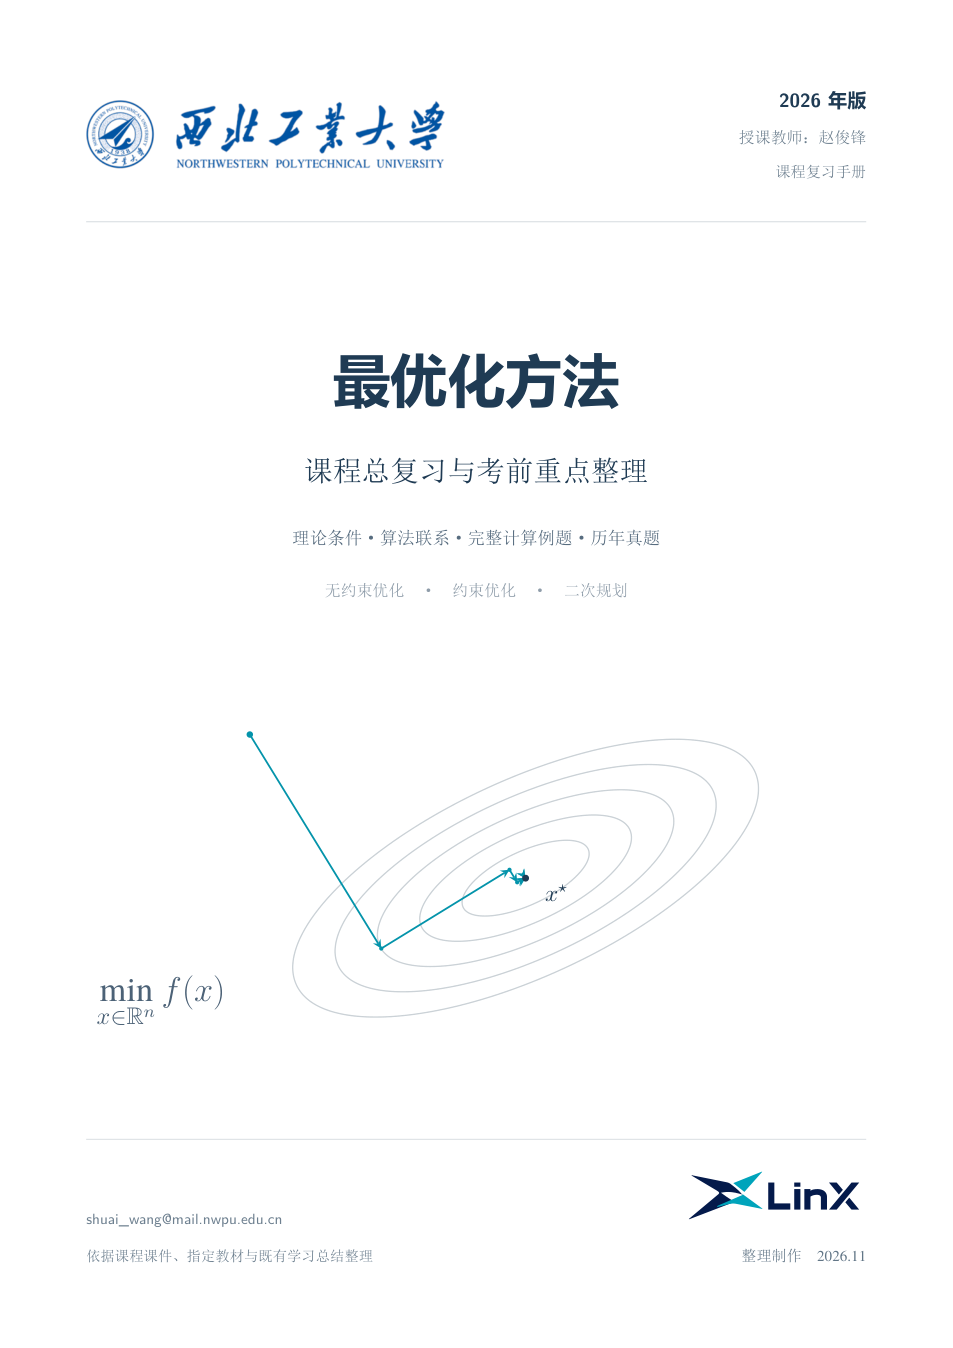 西北工业大学
NORTHWESTERN POLYTECHNICAL UNIVERSITY
2026 年版
授课教师：赵俊锋
课程复习手册
最优化方法
课程总复习与考前重点整理
理论条件 • 算法联系 • 完整计算例题 • 历年真题
无约束优化 • 约束优化 • 二次规划
x⋆
min f(x)
x∈ℝⁿ
LinX
shuai_wang@mail.nwpu.edu.cn
依据课程课件、指定教材与既有学习总结整理
整理制作 2026.11